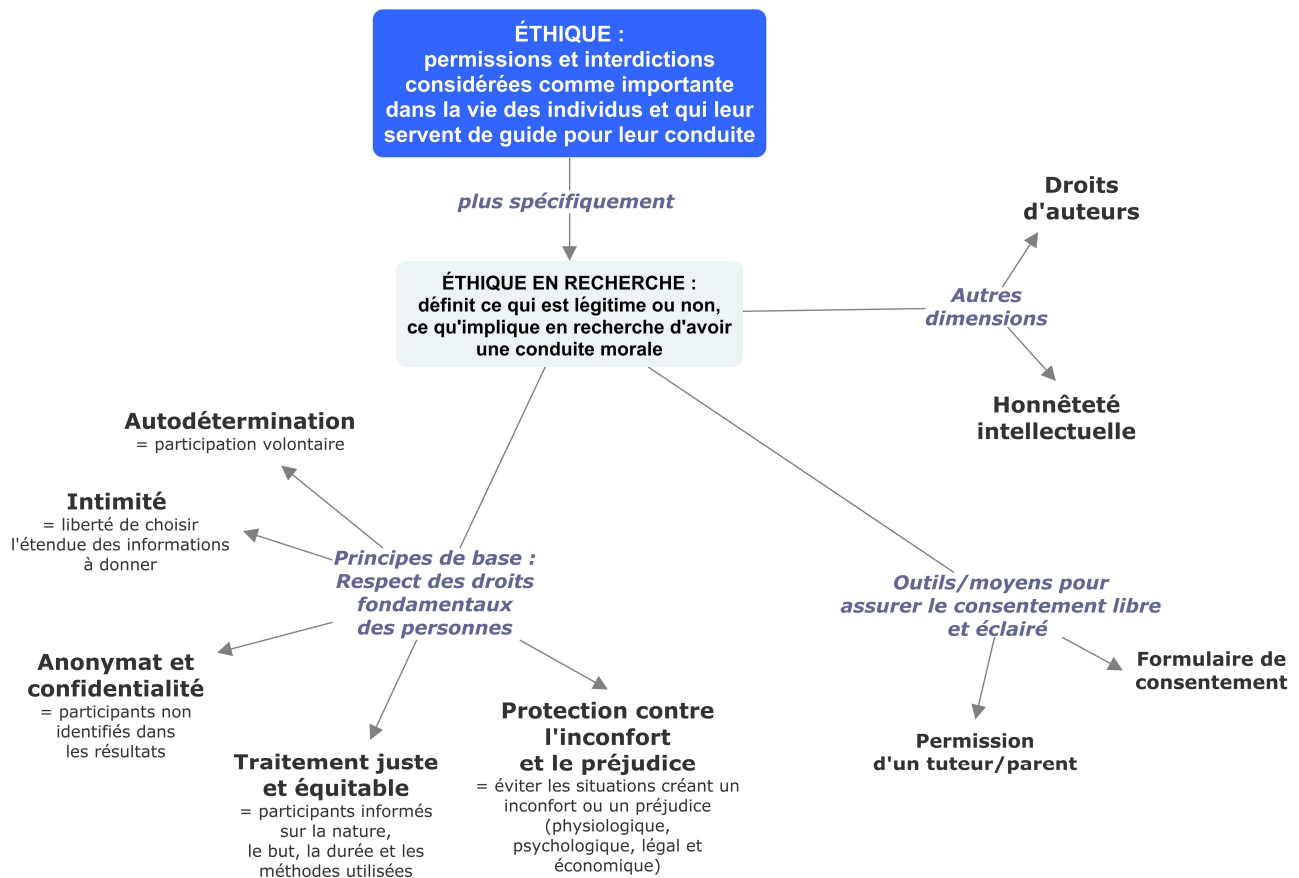 ÉTHIQUE :
permissions et interdictions
considérées comme importante
dans la vie des individus et qui leur
servent de guide pour leur conduite
plus spécifiquement
ÉTHIQUE EN RECHERCHE :
définit ce qui est légitime ou non,
ce qu'implique en recherche d'avoir
une conduite morale
Autres
dimensions
Droits
d'auteurs
Honnêteté
intellectuelle
Principes de base :
Respect des droits
fondamentaux
des personnes
Autodétermination
= participation volontaire
Intimité
= liberté de choisir
l'étendue des informations
à donner
Anonymat et
confidentialité
= participants non
identifiés dans
les résultats
Traitement juste
et équitable
= participants informés
sur la nature,
le but, la durée et les
méthodes utilisées
Protection contre
l'inconfort
et le préjudice
= éviter les situations créant un
inconfort ou un préjudice
(physiologique,
psychologique, légal et
économique)
Outils/moyens pour
assurer le consentement libre
et éclairé
Formulaire de
consentement
Permission
d'un tuteur/parent